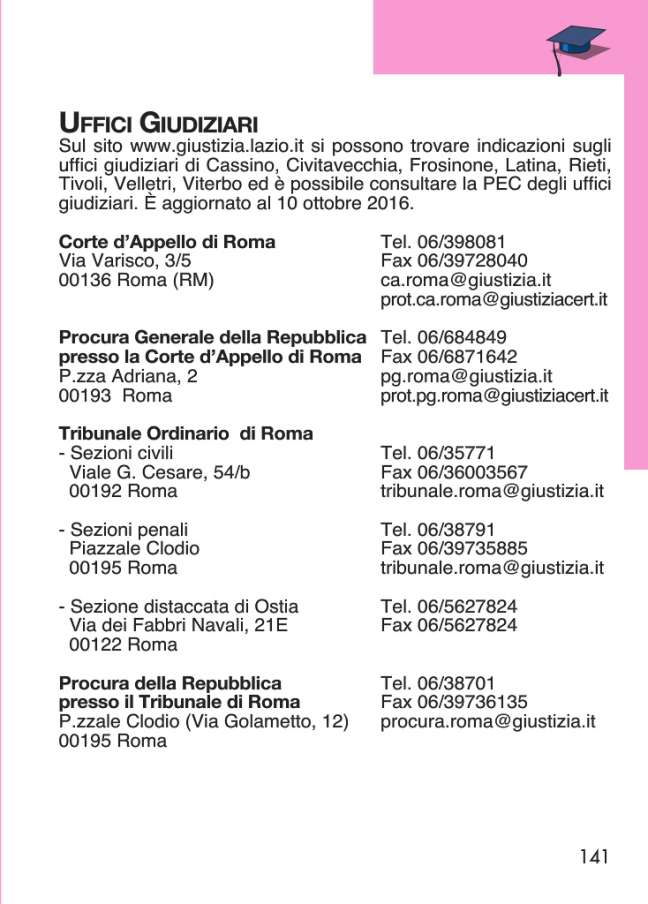 UFFICI GIUDIZIARI
Sul sito www.giustizia.lazio.it si possono trovare indicazioni sugli
uffici giudiziari di Cassino, Civitavecchia, Frosinone, Latina, Rieti,
Tivoli, Velletri, Viterbo ed è possibile consultare la PEC degli uffici
giudiziari. È aggiornato al 10 ottobre 2016.
Corte d'Appello di Roma Tel. 06/398081
Via Varisco, 3/5 Fax 06/39728040
00136 Roma (RM) ca.roma@giustizia.it
prot.ca.roma@giustiziacert.it
Procura Generale della Repubblica Tel. 06/684849
presso la Corte d'Appello di Roma Fax 06/6871642
P.zza Adriana, 2 pg.roma@giustizia.it
00193 Roma prot.pg.roma@giustiziacert.it
Tribunale Ordinario di Roma
- Sezioni civili Tel. 06/35771
Viale G. Cesare, 54/b Fax 06/36003567
00192 Roma tribunale.roma@giustizia.it
- Sezioni penali Tel. 06/38791
Piazzale Clodio Fax 06/39735885
00195 Roma tribunale.roma@giustizia.it
- Sezione distaccata di Ostia Tel. 06/5627824
Via dei Fabbri Navali, 21E Fax 06/5627824
00122 Roma
Procura della Repubblica Tel. 06/38701
presso il Tribunale di Roma Fax 06/39736135
P.zzale Clodio (Via Golametto, 12) procura.roma@giustizia.it
00195 Roma
141